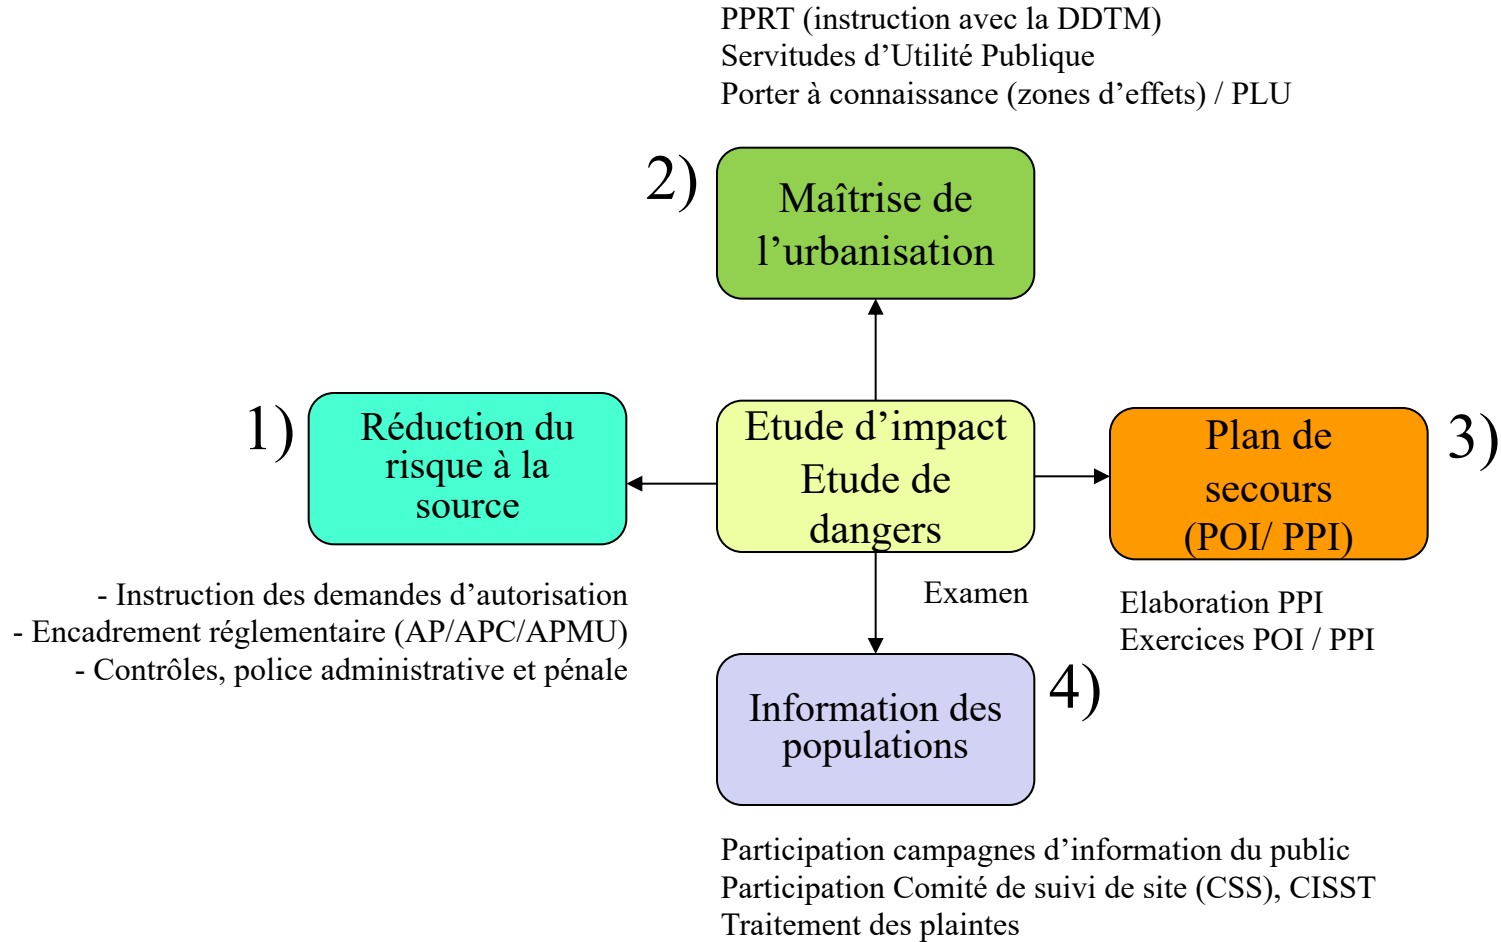 PPRT (instruction avec la DDTM)
Servitudes d’Utilité Publique
Porter à connaissance (zones d’effets) / PLU
2)
Maîtrise de
l’urbanisation
1)
Réduction du
risque à la
source
Etude d’impact
Etude de
dangers
Plan de
secours
(POI/ PPI)
3)
- Instruction des demandes d’autorisation
- Encadrement réglementaire (AP/APC/APMU)
- Contrôles, police administrative et pénale
Examen
Elaboration PPI
Exercices POI / PPI
Information des
populations
4)
Participation campagnes d’information du public
Participation Comité de suivi de site (CSS), CISST
Traitement des plaintes